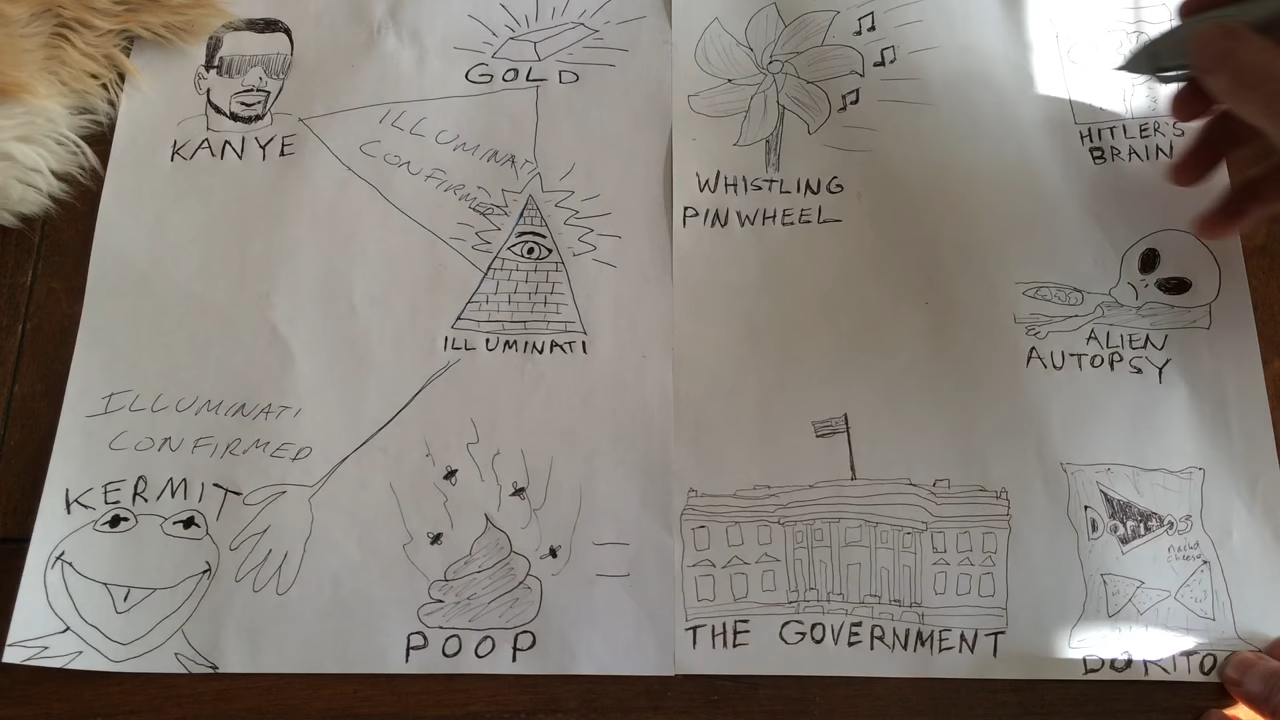 GOLD
KANYE
ILLUMINATI
CONFIRMED
ILLUMINATI
ILLUMINATI
CONFIRMED
KERMIT
POOP
=
WHISTLING
PINWHEEL
HITLER'S
BRAIN
ALIEN
AUTOPSY
THE GOVERNMENT
DORITOS
nacho
cheese
DORITO